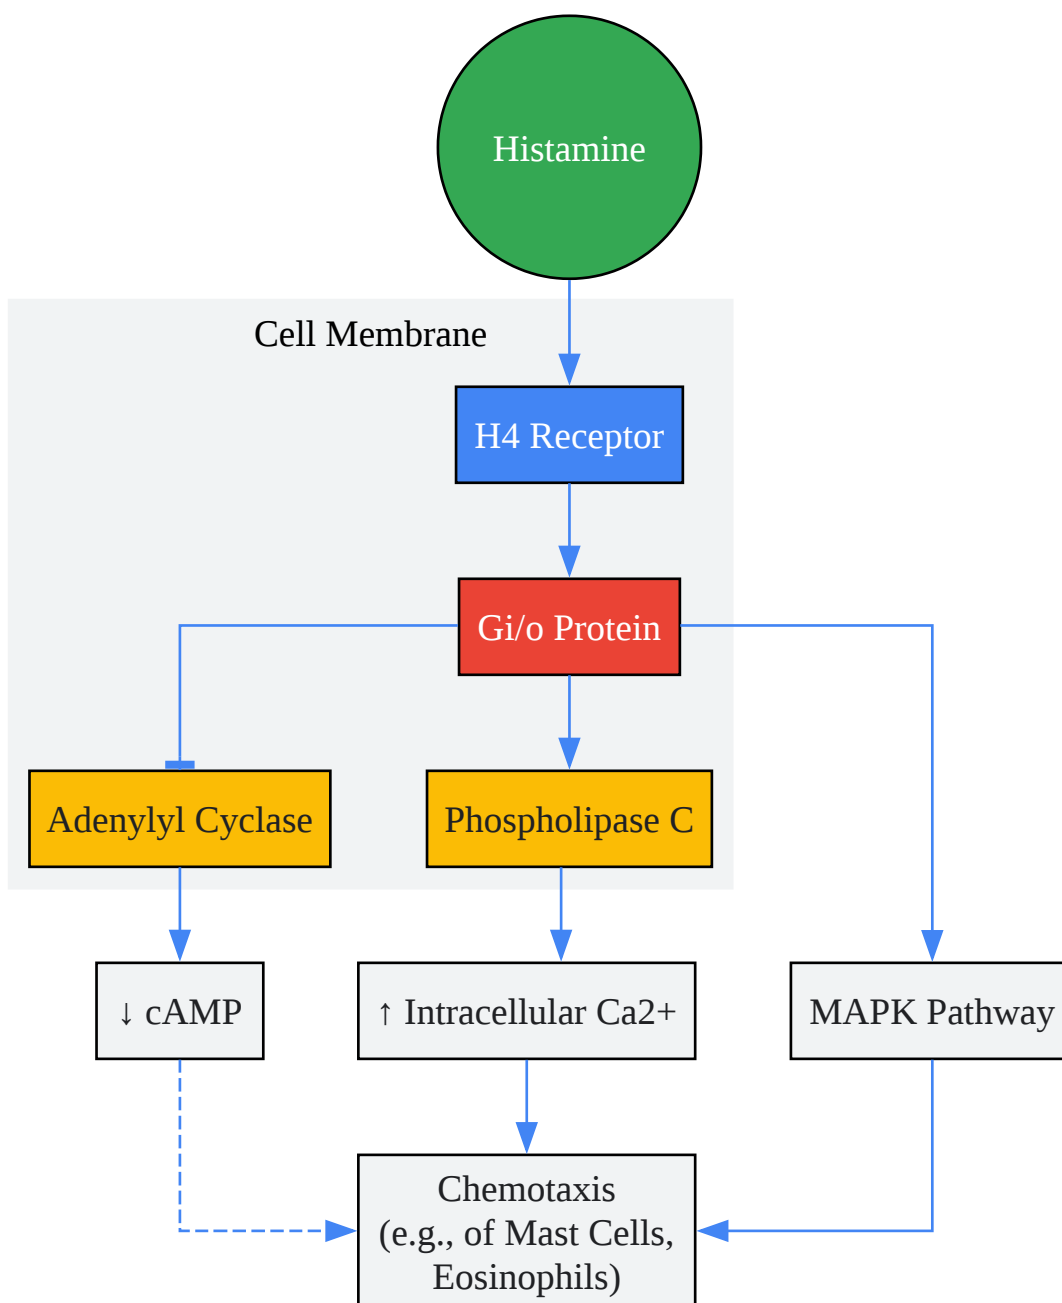 Histamine
Cell Membrane
H4 Receptor
Gi/o Protein
Adenylyl Cyclase
Phospholipase C
↓ cAMP
↑ Intracellular Ca2+
MAPK Pathway
Chemotaxis
(e.g., of Mast Cells,
Eosinophils)